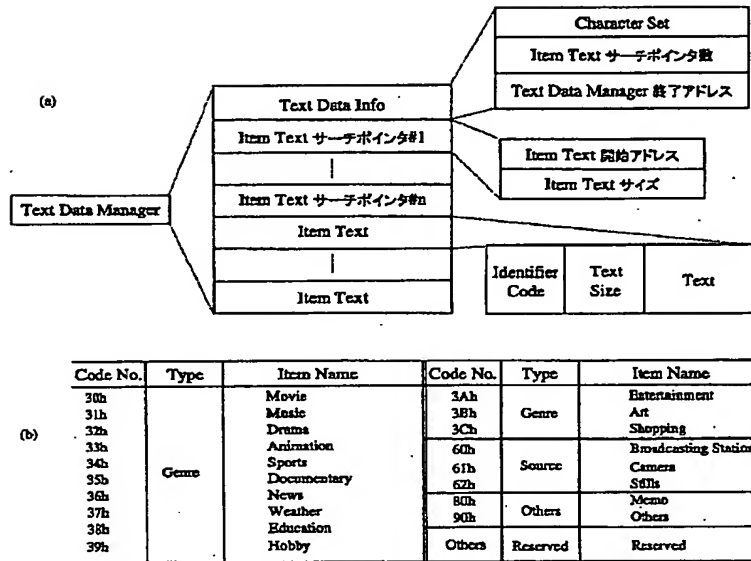 (a)
Text Data Manager
Text Data Info
Item Text サーチポインタ#1
Item Text サーチポインタ#n
Item Text
Item Text
Character Set
Item Text サーチポインタ数
Text Data Manager 終了アドレス
Item Text 開始アドレス
Item Text サイズ
Identifier Code
Text Size
Text
(b)
Code No. Type Item Name Code No. Type Item Name
30h Movie 3Ah Entertainment
31h Music 3Bh Genre Art
32h Drama 3Ch Shopping
33h Animation 60h Broadcasting Station
34h Sports 61h Source Camera
35h Genre Documentary 62h Stills
36h News 80h Others Memo
37h Weather 90h Others
38h Education Others Reserved Reserved
39h Hobby